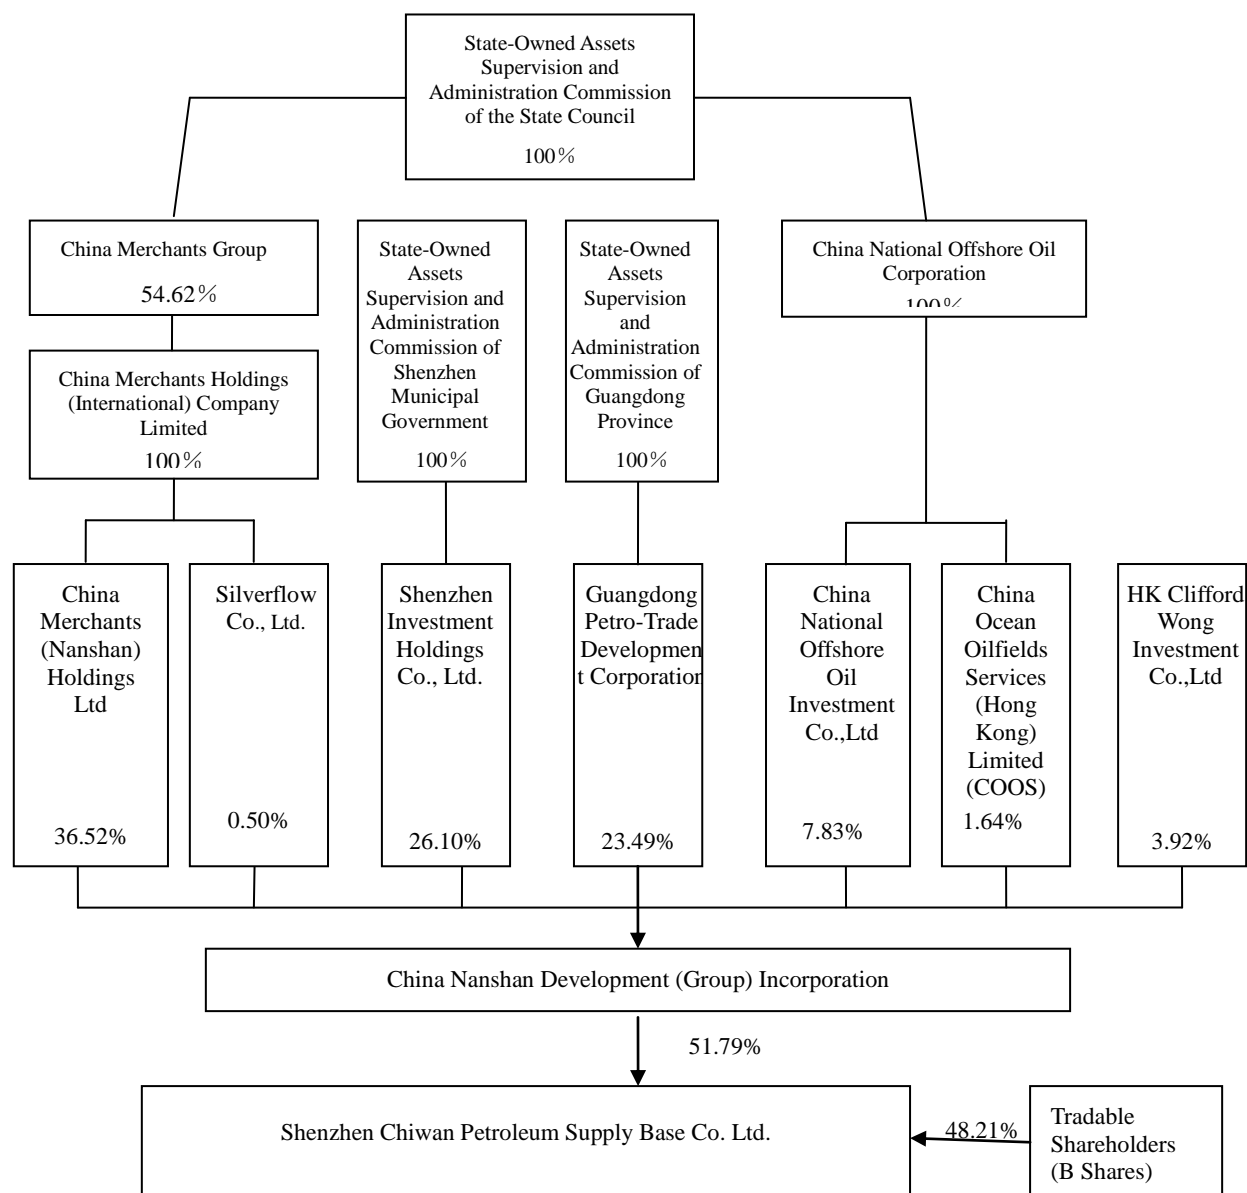 State-Owned Assets
Supervision and
Administration Commission
of the State Council
100%
China Merchants Group
54.62%
State-Owned
Assets
Supervision and
Administration
Commission of
Shenzhen
Municipal
Government
100%
State-Owned
Assets
Supervision
and
Administration
Commission of
Guangdong
Province
100%
China National Offshore Oil
Corporation
100%
China Merchants Holdings
(International) Company
Limited
100%
China
Merchants
(Nanshan)
Holdings
Ltd
36.52%
Silverflow
Co., Ltd.
0.50%
Shenzhen
Investment
Holdings
Co., Ltd.
26.10%
Guangdong
Petro-Trade
Developmen
t Corporation
23.49%
China
National
Offshore
Oil
Investment
Co.,Ltd
7.83%
China
Ocean
Oilfields
Services
(Hong
Kong)
Limited
(COOS)
1.64%
HK Clifford
Wong
Investment
Co.,Ltd
3.92%
China Nanshan Development (Group) Incorporation
51.79%
Shenzhen Chiwan Petroleum Supply Base Co. Ltd.
48.21%
Tradable
Shareholders
(B Shares)